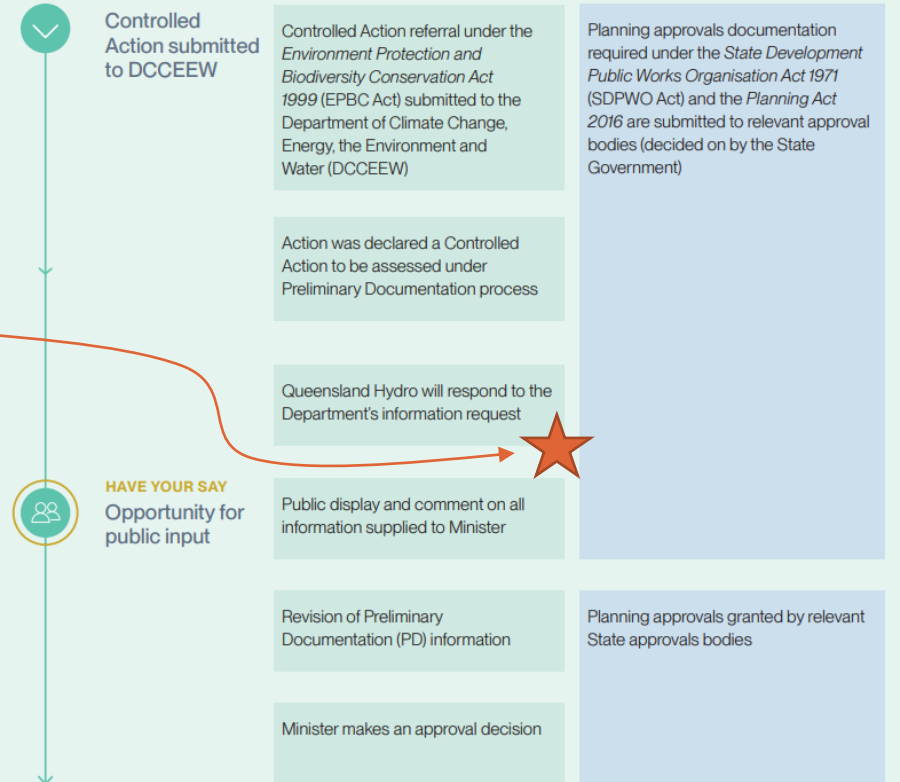 Controlled
Action submitted
to DCCEEW
Controlled Action referral under the
Environment Protection and
Biodiversity Conservation Act
1999 (EPBC Act) submitted to the
Department of Climate Change,
Energy, the Environment and
Water (DCCEEW)
Planning approvals documentation
required under the State Development
Public Works Organisation Act 1971
(SDPWO Act) and the Planning Act
2016 are submitted to relevant approval
bodies (decided on by the State
Government)
Action was declared a Controlled
Action to be assessed under
Preliminary Documentation process
Queensland Hydro will respond to the
Department's information request
HAVE YOUR SAY
Opportunity for
public input
Public display and comment on all
information supplied to Minister
Revision of Preliminary
Documentation (PD) information
Planning approvals granted by relevant
State approvals bodies
Minister makes an approval decision